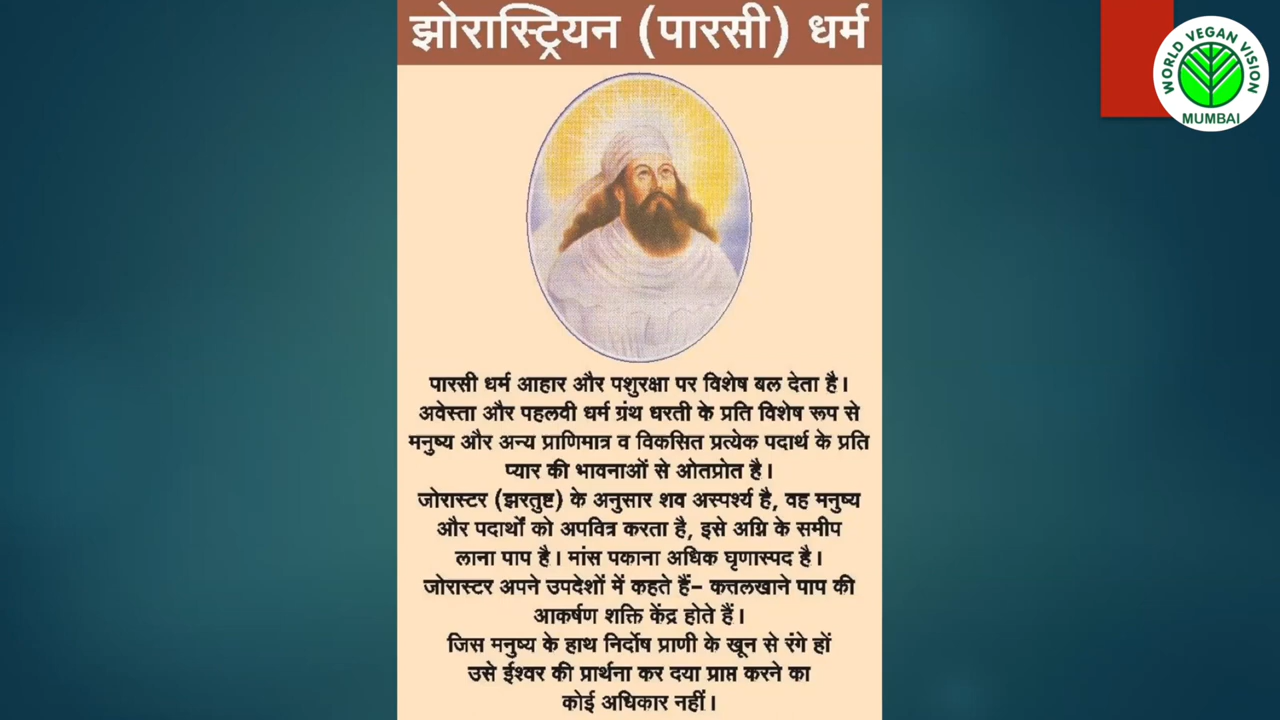 झोरास्ट्रियन (पारसी) धर्म
WORLD VEGAN VISION
MUMBAI
पारसी धर्म आहार और पशुरक्षा पर विशेष बल देता है।
अवेस्ता और पहलवी धर्म ग्रंथ धरती के प्रति विशेष रूप से
मनुष्य और अन्य प्राणिमात्र व विकसित प्रत्येक पदार्थ के प्रति
प्यार की भावनाओं से ओतप्रोत है।
जोरास्टर (झरतुष्ट) के अनुसार शव अस्पर्श्य है, वह मनुष्य
और पदार्थों को अपवित्र करता है, इसे अग्नि के समीप
लाना पाप है। मांस पकाना अधिक घृणास्पद है।
जोरास्टर अपने उपदेशों में कहते हैं– कत्तलखाने पाप की
आकर्षण शक्ति केंद्र होते हैं।
जिस मनुष्य के हाथ निर्दोष प्राणी के खून से रंगे हों
उसे ईश्वर की प्रार्थना कर दया प्राप्त करने का
कोई अधिकार नहीं।